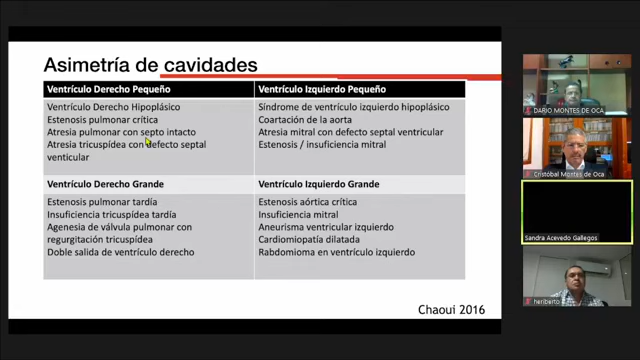 Asimetría de cavidades
Ventrículo Derecho Pequeño
Ventrículo Derecho Hipoplásico
Estenosis pulmonar crítica
Atresia pulmonar con septo intacto
Atresia tricuspídea con defecto septal
venticular
Ventrículo Izquierdo Pequeño
Síndrome de ventrículo izquierdo hipoplásico
Coartación de la aorta
Atresia mitral con defecto septal ventricular
Estenosis / insuficiencia mitral
Ventrículo Derecho Grande
Estenosis pulmonar tardía
Insuficiencia tricuspídea tardía
Agenesia de válvula pulmonar con
regurgitación tricuspídea
Doble salida de ventrículo derecho
Ventrículo Izquierdo Grande
Estenosis aórtica crítica
Insuficiencia mitral
Aneurisma ventricular izquierdo
Cardiomiopatía dilatada
Rabdomioma en ventrículo izquierdo
Chaoui 2016
DARIO MONTES DE OCA
Cristóbal Montes de Oca
Sandra Acevedo Gallegos
heriberto